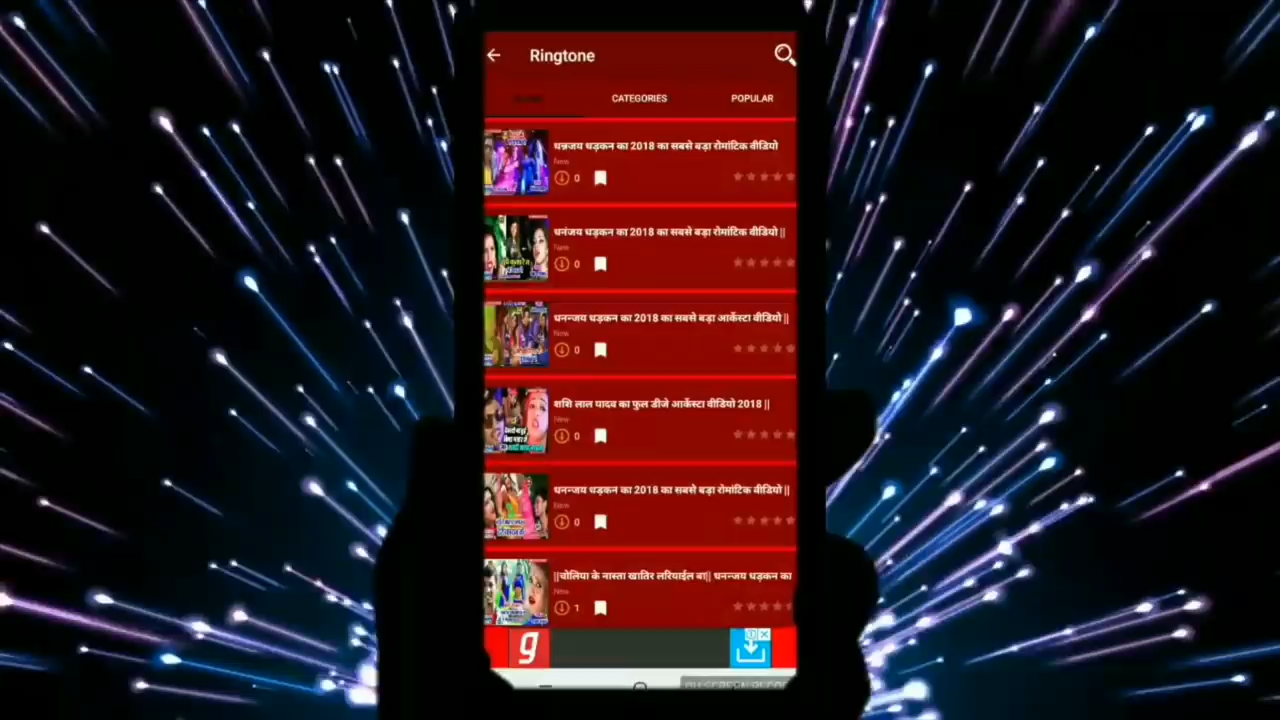 Ringtone
CATEGORIES
POPULAR
धन्नजय धड़कन का 2018 का सबसे बड़ा रोमांटिक वीडियो
New
0
धनंजय धड़कन का 2018 का सबसे बड़ा रोमांटिक वीडियो ||
New
0
धनन्जय धड़कन का 2018 का सबसे बड़ा आर्केस्टा वीडियो ||
New
0
शशि लाल यादव का फुल डीजे आर्केस्टा वीडियो 2018 ||
New
0
धनन्जय धड़कन का 2018 का सबसे बड़ा रोमांटिक वीडियो ||
New
0
||चोलिया के नास्ता खातिर लरियाईल बा|| धनन्जय धड़कन का
New
1
g